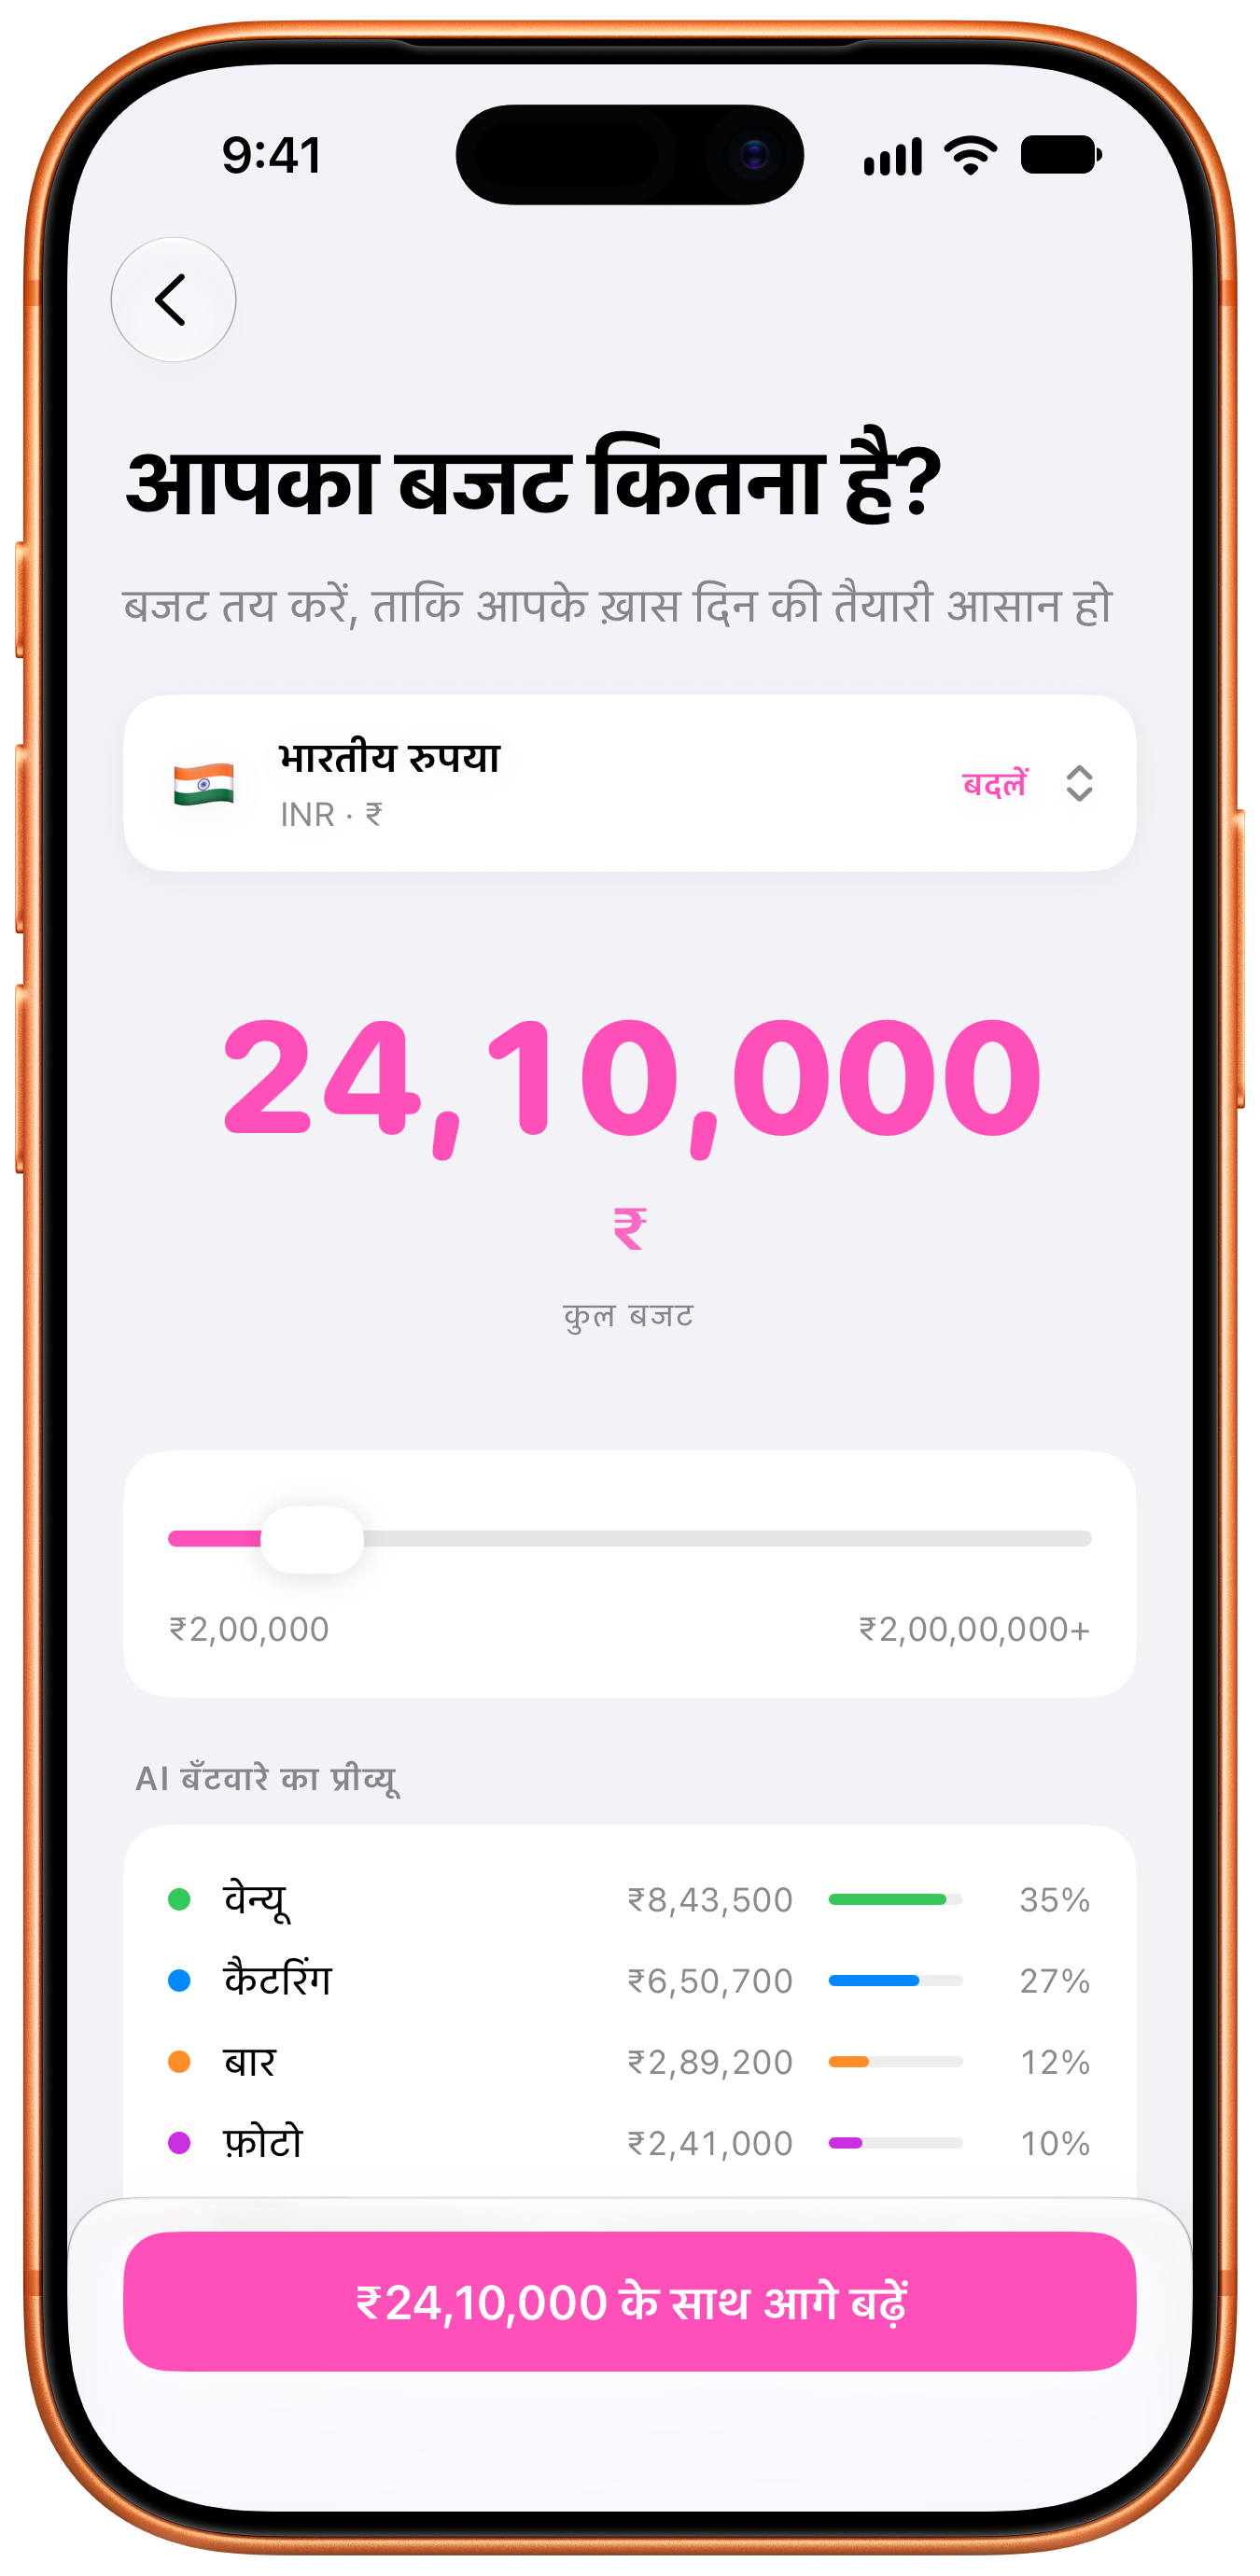 9:41
आपका बजट कितना है?
बजट तय करें, ताकि आपके ख़ास दिन की तैयारी आसान हो
भारतीय रुपया
INR · ₹
बदलें
24,10,000
₹
कुल बजट
₹2,00,000
₹2,00,00,000+
AI बँटवारे का प्रीव्यू
वेन्यू ₹8,43,500 35%
कैटरिंग ₹6,50,700 27%
बार ₹2,89,200 12%
फ़ोटो ₹2,41,000 10%
₹24,10,000 के साथ आगे बढ़ें